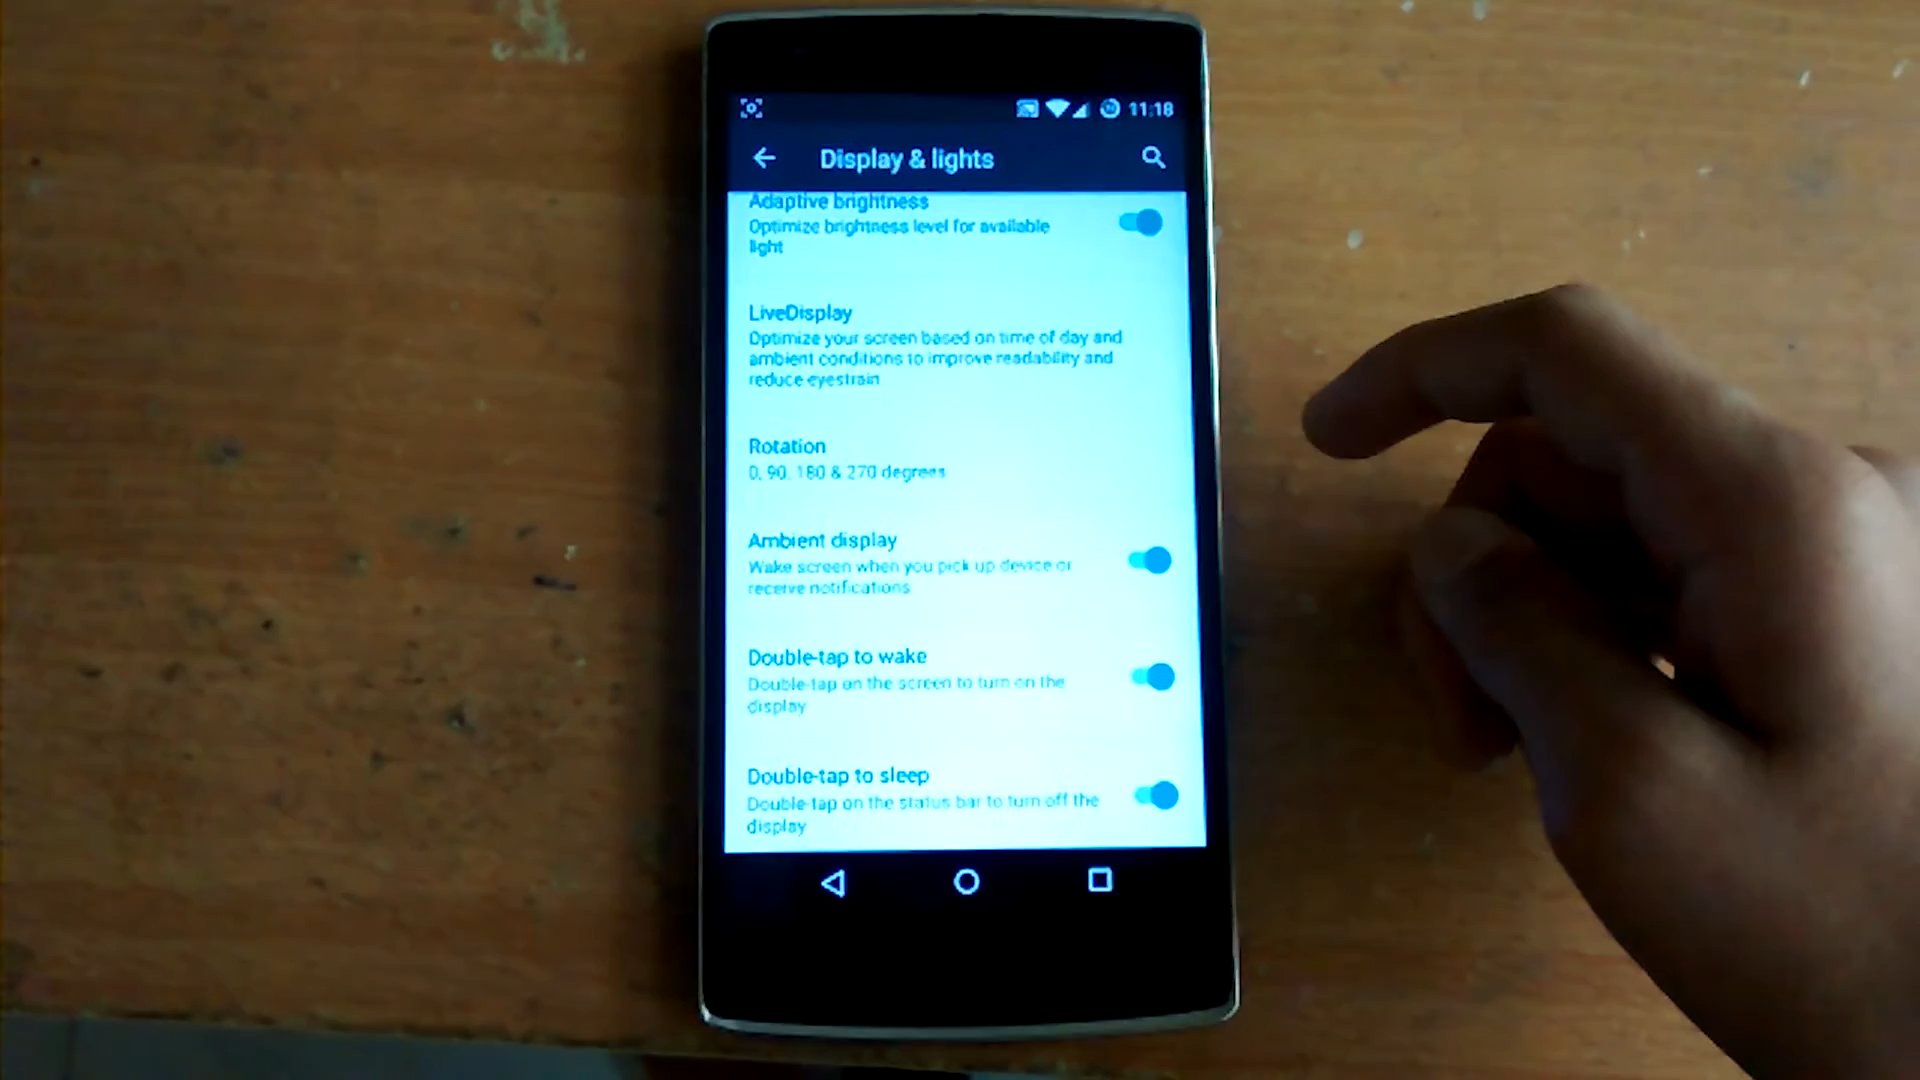 11:18
Display & lights
Adaptive brightness
Optimize brightness level for available
light
LiveDisplay
Optimize your screen based on time of day and
ambient conditions to improve readability and
reduce eyestrain
Rotation
0, 90, 180 & 270 degrees
Ambient display
Wake screen when you pick up device or
receive notifications
Double-tap to wake
Double-tap on the screen to turn on the
display
Double-tap to sleep
Double-tap on the status bar to turn off the
display